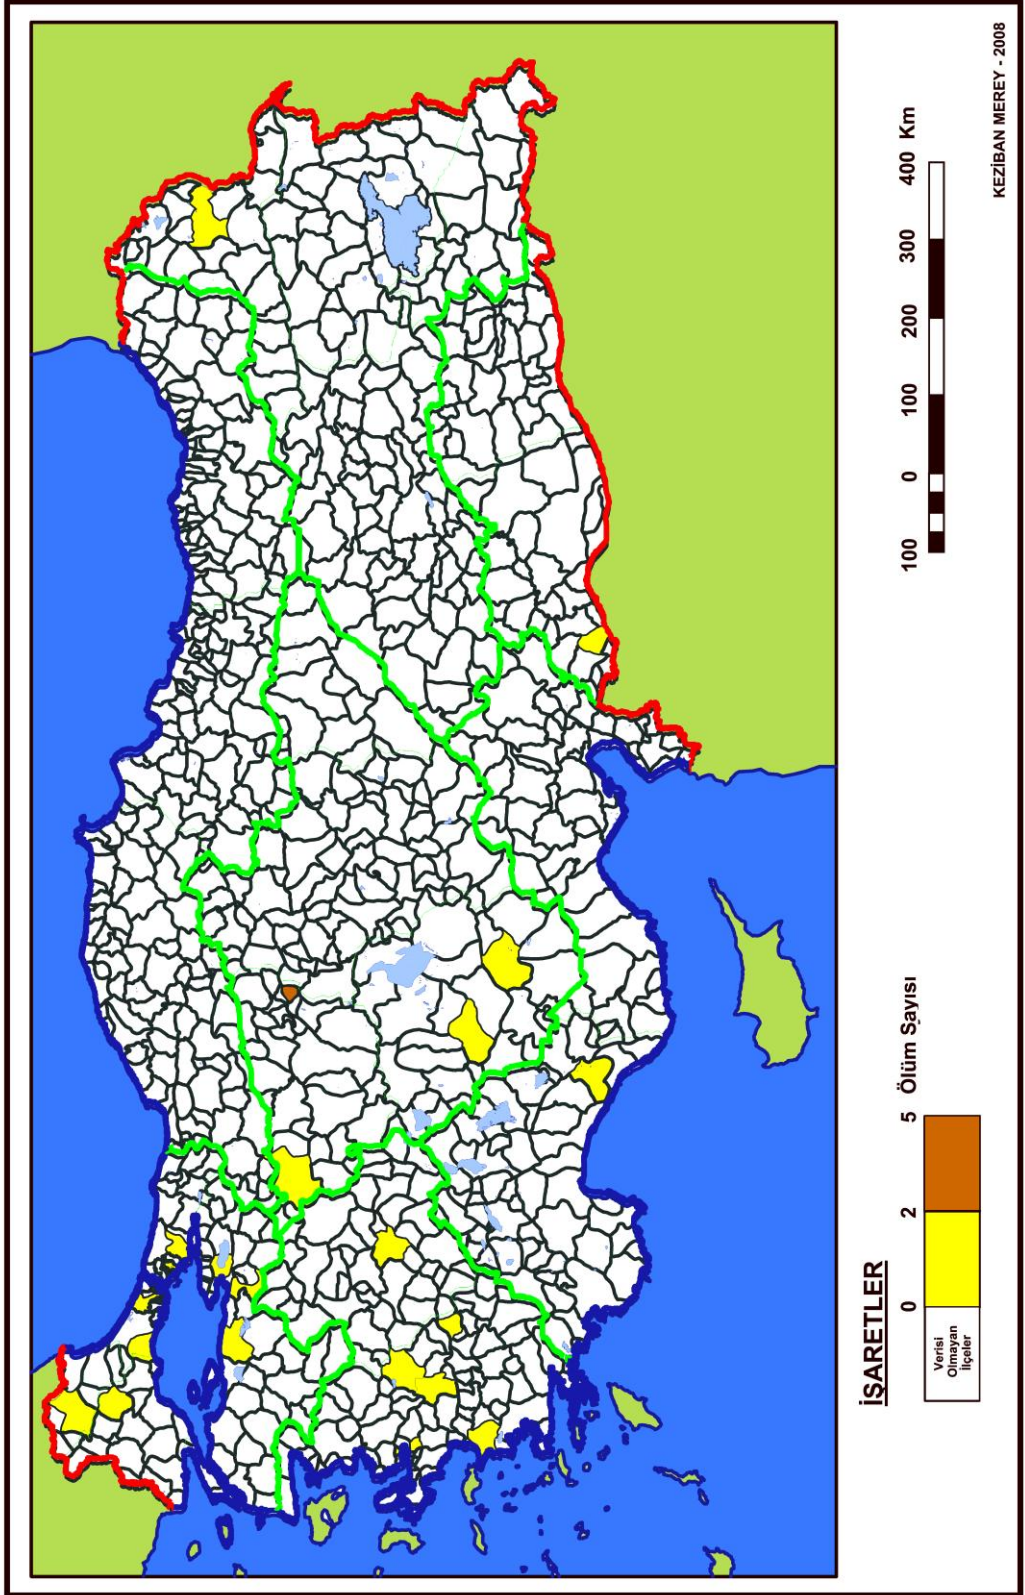 İŞARETLER
Verisi
Olmayan
İlçeler
0 2 5 Ölüm Sayısı
100 0 100 200 300 400 Km
KEZİBAN MEREY - 2008